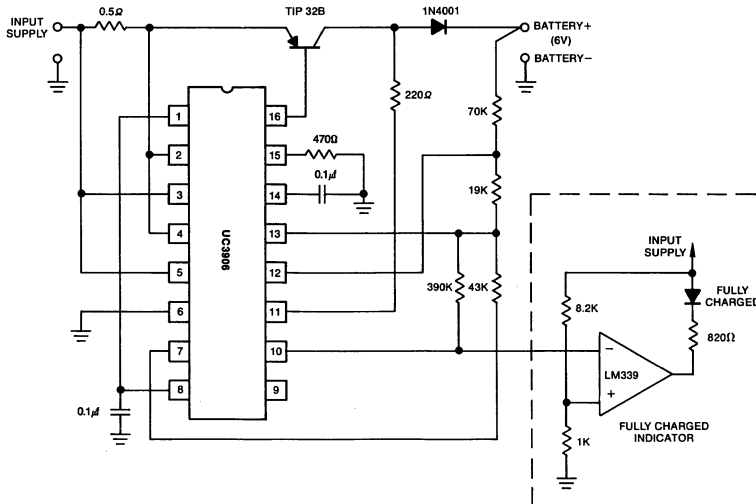 0.5Ω
TIP 32B
1N4001
INPUT
SUPPLY
BATTERY+
(6V)
BATTERY−
220Ω
70K
1
16
470Ω
2
15
0.1μf
19K
3
14
4
13
UC3906
5
12
390K
43K
6
11
7
10
8
9
0.1μf
INPUT
SUPPLY
8.2K
FULLY
CHARGED
820Ω
−
LM339
+
1K
FULLY CHARGED
INDICATOR